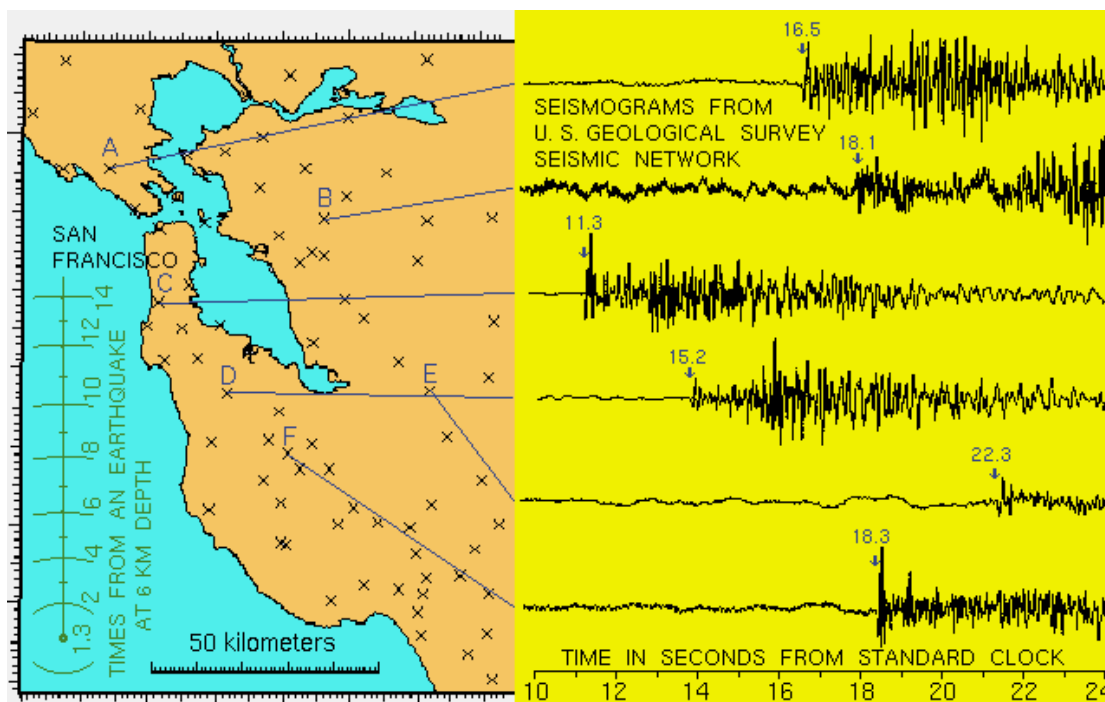 A
B
SAN
FRANCISCO
C
D
E
F
14
12
10
8
6
4
2
1.3
TIMES FROM AN EARTHQUAKE
AT 6 KM DEPTH
50 kilometers
16.5
SEISMOGRAMS FROM
U. S. GEOLOGICAL SURVEY
SEISMIC NETWORK
18.1
11.3
15.2
22.3
18.3
TIME IN SECONDS FROM STANDARD CLOCK
10 12 14 16 18 20 22 24